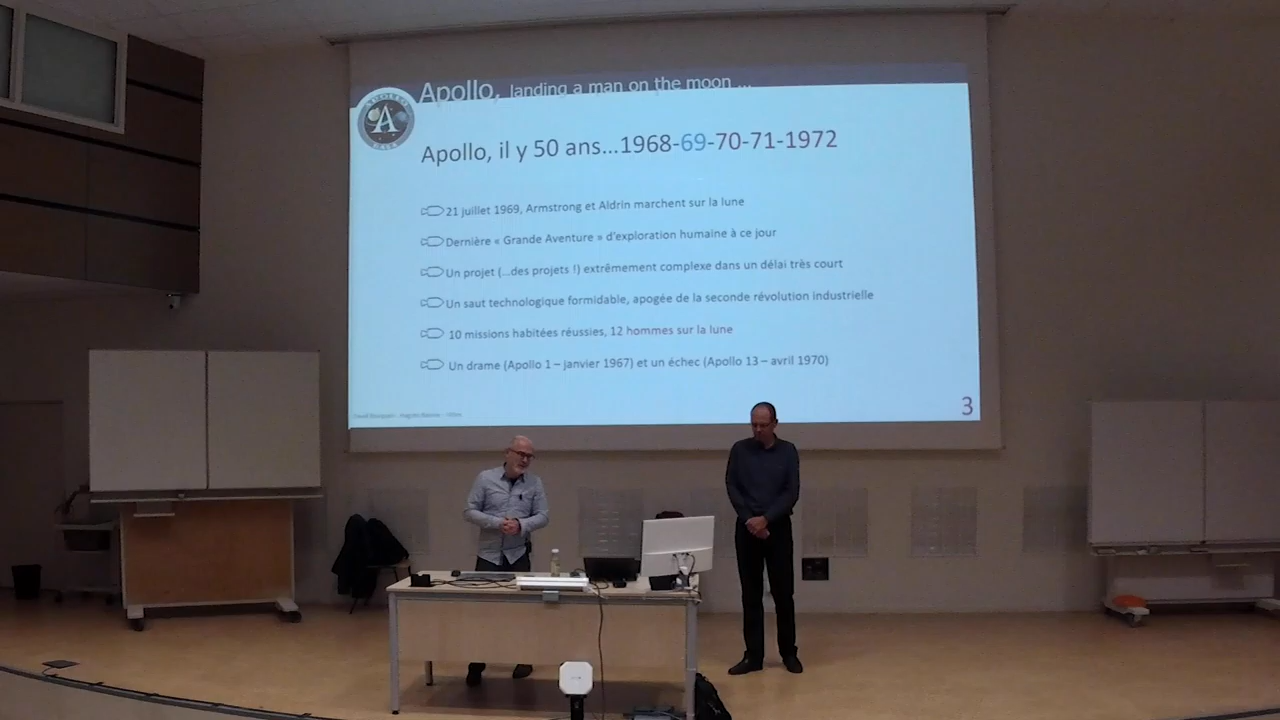 Apollo, landing a man on the moon ...
APOLLO
A
Apollo, il y 50 ans...1968-69-70-71-1972
21 juillet 1969, Armstrong et Aldrin marchent sur la lune
Dernière « Grande Aventure » d'exploration humaine à ce jour
Un projet (...des projets !) extrêmement complexe dans un délai très court
Un saut technologique formidable, apogée de la seconde révolution industrielle
10 missions habitées réussies, 12 hommes sur la lune
Un drame (Apollo 1 – janvier 1967) et un échec (Apollo 13 – avril 1970)
3